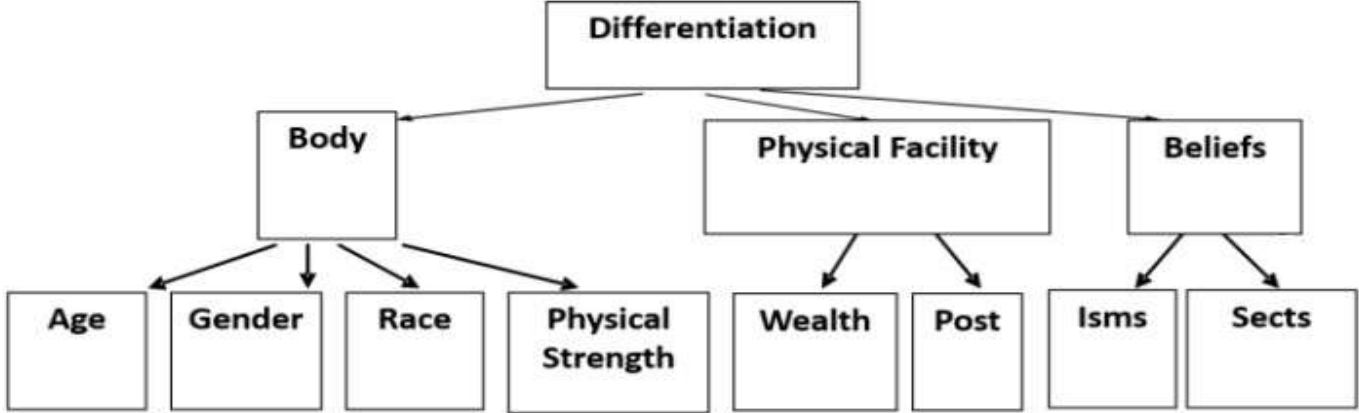 Differentiation
Body
Physical Facility
Beliefs
Age
Gender
Race
Physical
Strength
Wealth
Post
Isms
Sects